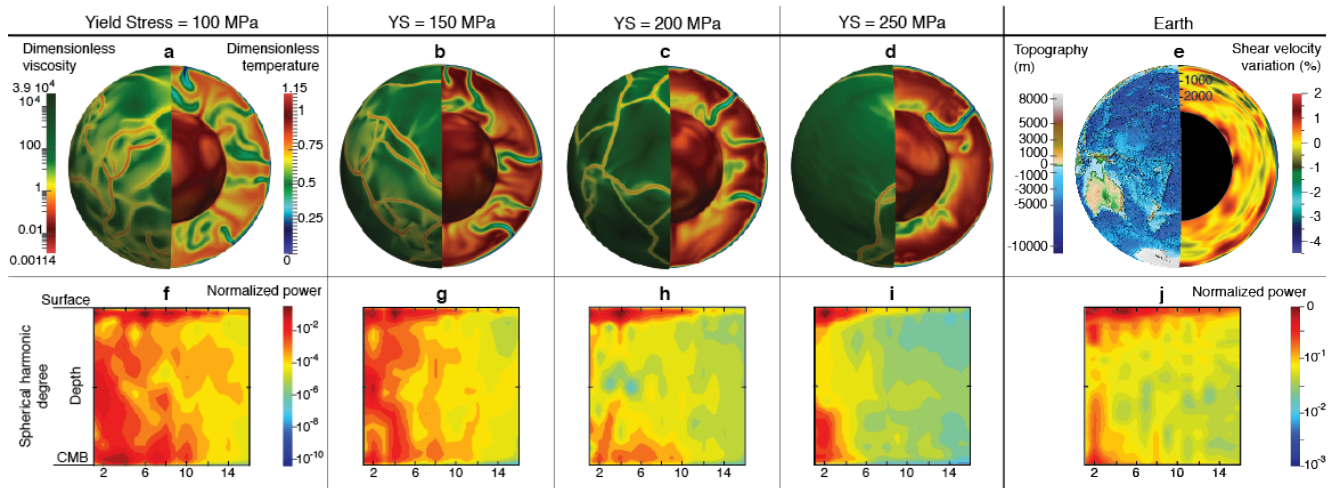 Yield Stress = 100 MPa
YS = 150 MPa
YS = 200 MPa
YS = 250 MPa
Earth
Dimensionless
viscosity
a
Dimensionless
temperature
b
c
d
Topography
(m)
e
Shear velocity
variation (%)
3.9 10⁴
10⁴
100
1
0.01
0.00114
1.15
1
0.75
0.5
0.25
0
8000
5000
3000
1000
0
-1000
-3000
-5000
-10000
1000
2000
2
1
0
-1
-2
-3
-4
f
Normalized power
g
h
i
j
Normalized power
Surface
Depth
CMB
Spherical harmonic
degree
2 6 10 14
10⁻²
10⁻⁴
10⁻⁶
10⁻⁸
10⁻¹⁰
2 6 10 14
2 6 10 14
2 6 10 14
2 6 10 14
0
10⁻¹
10⁻²
10⁻³